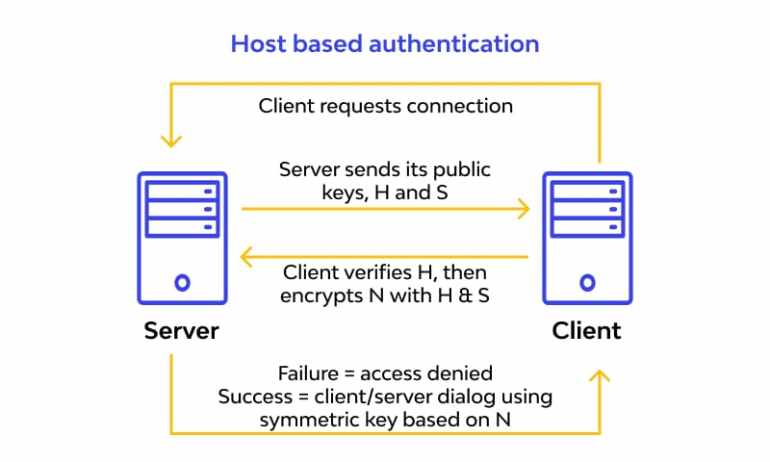 Host based authentication
Client requests connection
Server sends its public
keys, H and S
Client verifies H, then
encrypts N with H & S
Server
Client
Failure = access denied
Success = client/server dialog using
symmetric key based on N